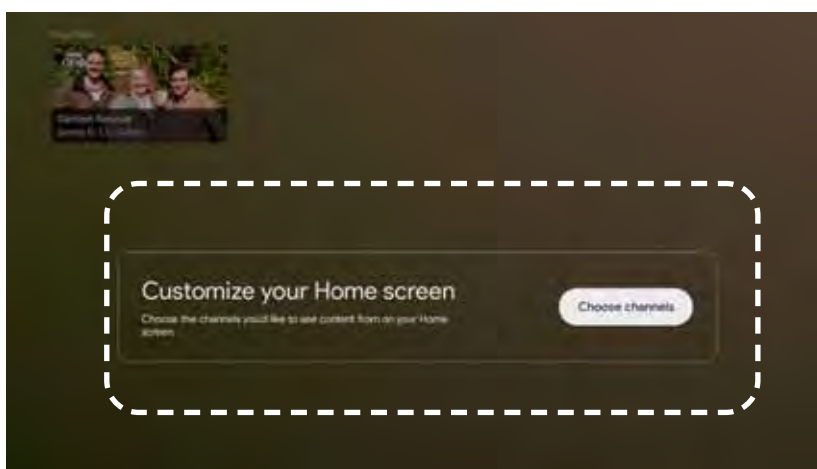 Customize your Home screen
Choose the channels you'd like to see content from on your Home
screen
Choose channels